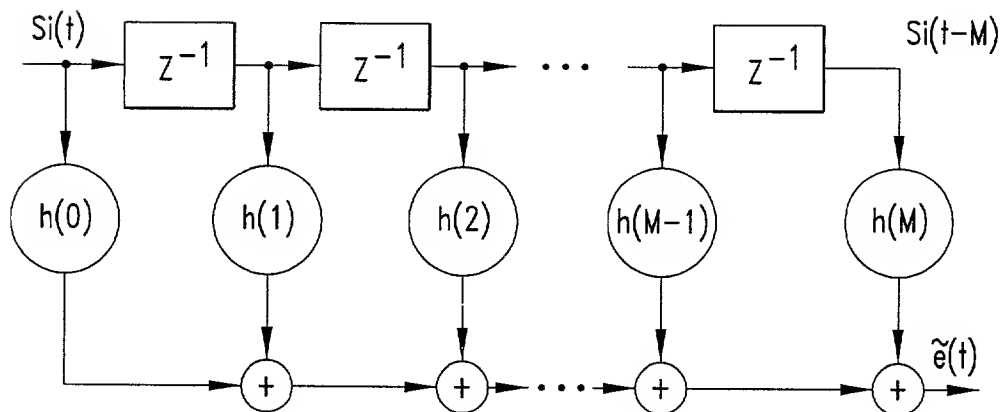 Si(t) z⁻¹ z⁻¹ • • • z⁻¹ Si(t−M)
h(0) h(1) h(2) h(M−1) h(M)
+ + • • • + + ẽ(t)